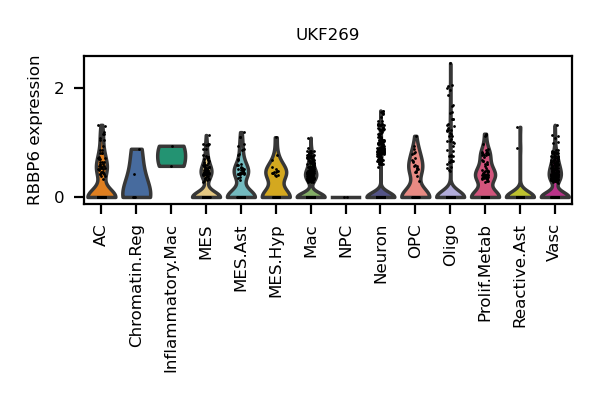 UKF269
RBBP6 expression
2
0
AC
Chromatin.Reg
Inflammatory.Mac
MES
MES.Ast
MES.Hyp
Mac
NPC
Neuron
OPC
Oligo
Prolif.Metab
Reactive.Ast
Vasc